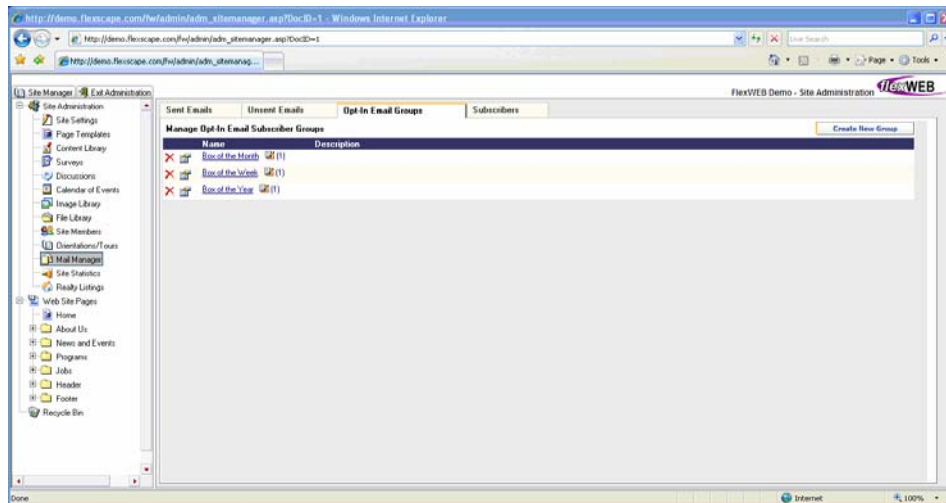 http://demo.flexscape.com/fw/admin/adm_sitemanager.asp?DocID=1 - Windows Internet Explorer
http://demo.flexscape.com/fw/admin/adm_sitemanager.asp?DocID=1
Live Search
http://demo.flexscape.com/fw/admin/adm_sitemanag...
Page
Tools
Site Manager
Exit Administration
FlexWEB Demo - Site Administration
flexWEB
Site Administration
Site Settings
Page Templates
Content Library
Surveys
Discussions
Calendar of Events
Image Library
File Library
Site Members
Orientations/Tours
Mail Manager
Site Statistics
Realty Listings
Web Site Pages
Home
About Us
News and Events
Programs
Jobs
Header
Footer
Recycle Bin
Sent Emails
Unsent Emails
Opt-In Email Groups
Subscribers
Manage Opt-In Email Subscriber Groups
Create New Group
Name Description
Box of the Month (1)
Box of the Week (1)
Box of the Year (1)
Done
Internet
100%